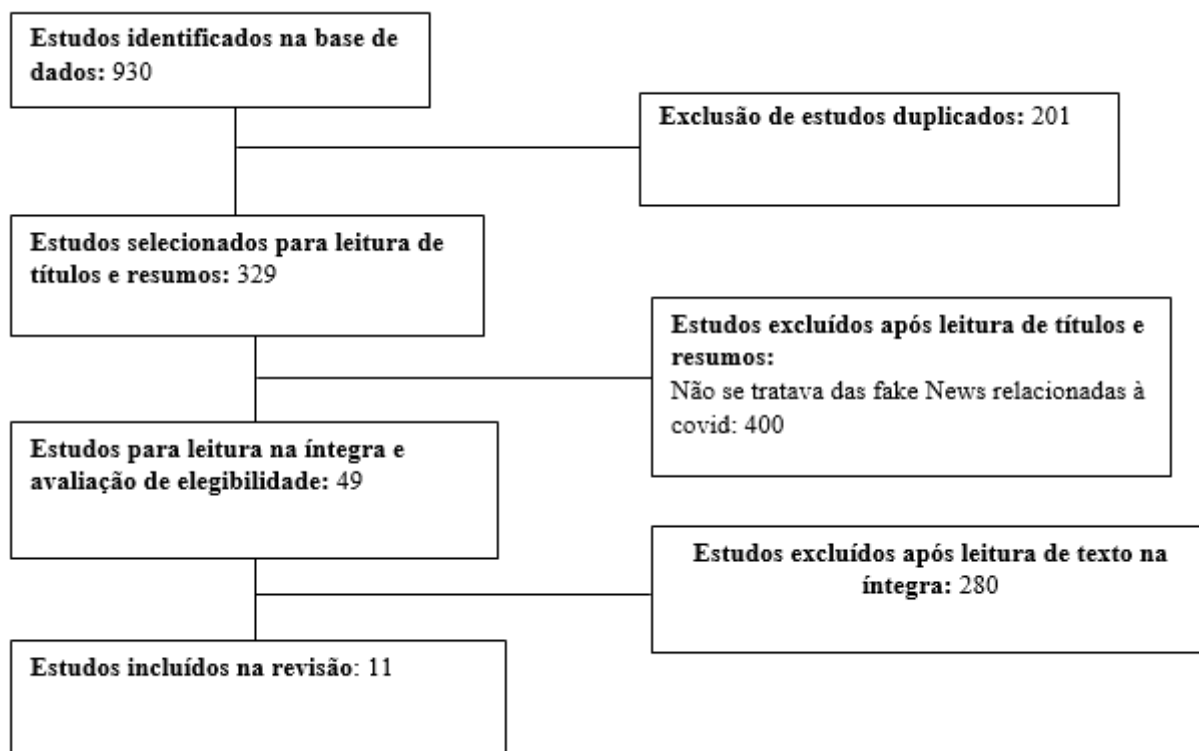 Estudos identificados na base de
dados: 930
Exclusão de estudos duplicados: 201
Estudos selecionados para leitura de
títulos e resumos: 329
Estudos excluídos após leitura de títulos e
resumos:
Não se tratava das fake News relacionadas à
covid: 400
Estudos para leitura na íntegra e
avaliação de elegibilidade: 49
Estudos excluídos após leitura de texto na
íntegra: 280
Estudos incluídos na revisão: 11